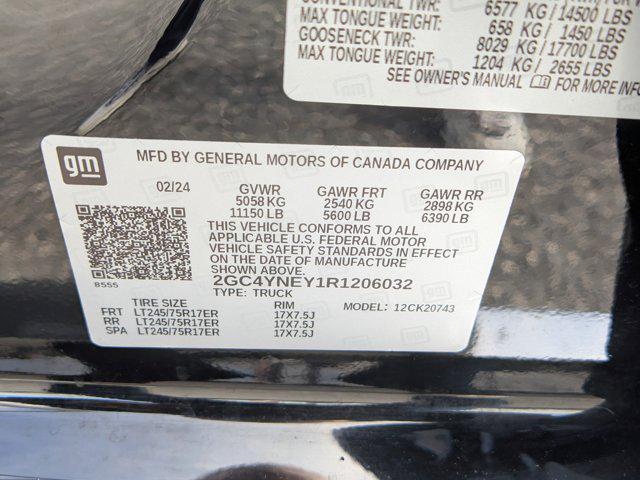 6577 KG/14500 LBS
MAX TONGUE WEIGHT: 658 KG/ 1450 LBS
GOOSENECK TWR: 8029 KG/17700 LBS
MAX TONGUE WEIGHT: 1204 KG/ 2655 LBS
SEE OWNER'S MANUAL FOR MORE INFO
gm MFD BY GENERAL MOTORS OF CANADA COMPANY
02/24 GVWR GAWR FRT GAWR RR
5058 KG 2540 KG 2898 KG
11150 LB 5600 LB 6390 LB
THIS VEHICLE CONFORMS TO ALL
APPLICABLE U.S. FEDERAL MOTOR
VEHICLE SAFETY STANDARDS IN EFFECT
ON THE DATE OF MANUFACTURE
SHOWN ABOVE.
8555 2GC4YNEY1R1206032
TYPE: TRUCK
TIRE SIZE RIM MODEL: 12CK20743
FRT LT245/75R17ER 17X7.5J
RR LT245/75R17ER 17X7.5J
SPA LT245/75R17ER 17X7.5J